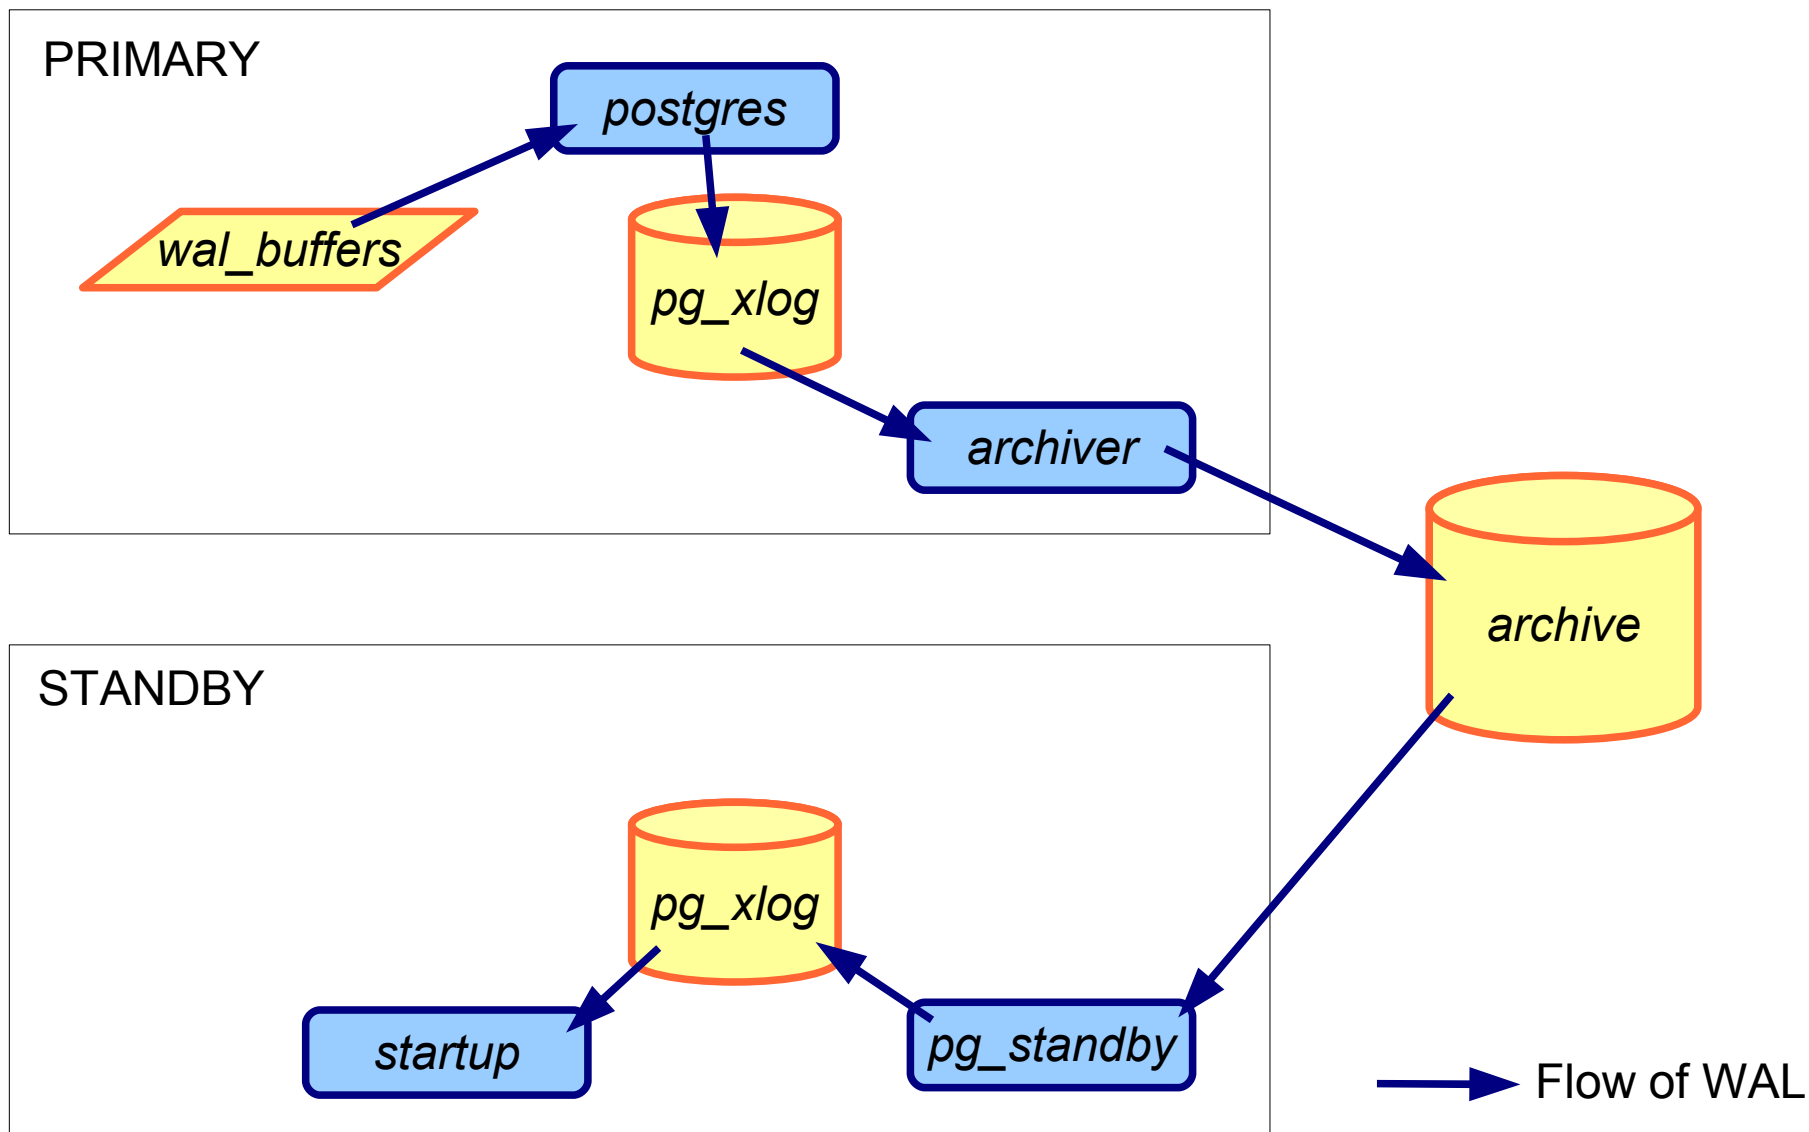 PRIMARY
postgres
wal_buffers
pg_xlog
archiver
archive
STANDBY
pg_xlog
startup
pg_standby
Flow of WAL